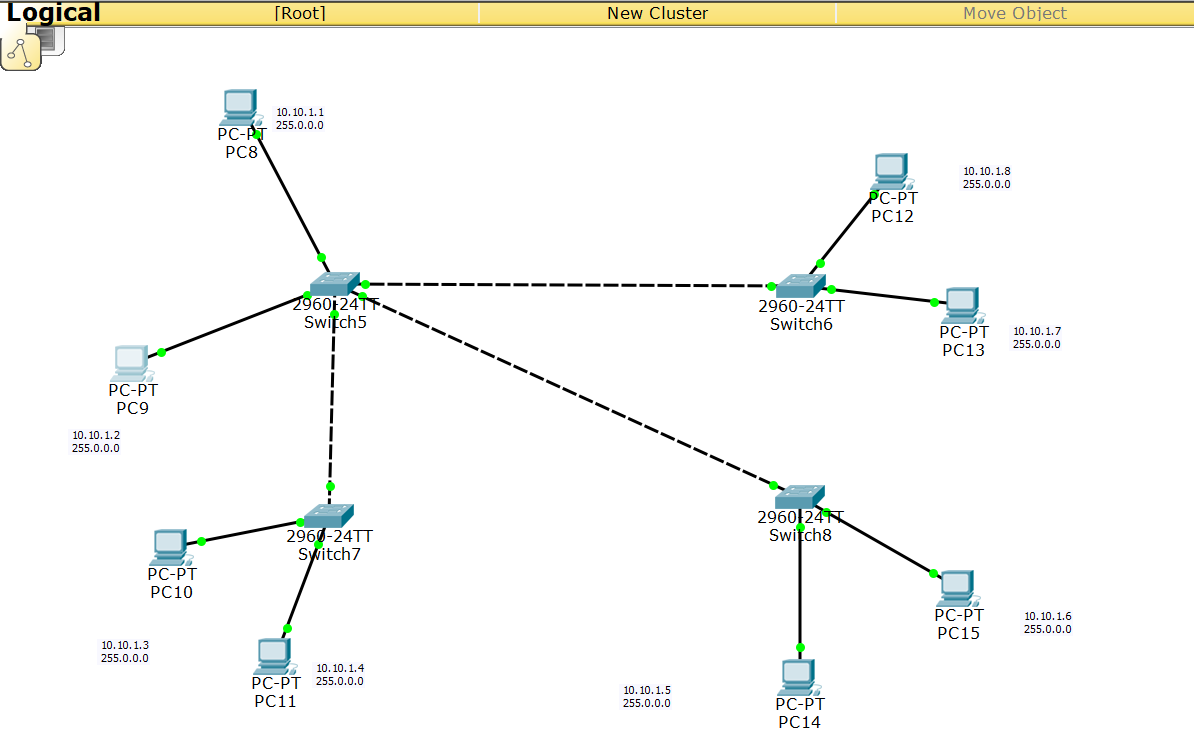 Logical
[Root]
New Cluster
Move Object
10.10.1.1
255.0.0.0
PC-PT
PC8
10.10.1.8
255.0.0.0
PC-PT
PC12
2960-24TT
Switch5
2960-24TT
Switch6
PC-PT
PC13
10.10.1.7
255.0.0.0
PC-PT
PC9
10.10.1.2
255.0.0.0
2960-24TT
Switch7
2960-24TT
Switch8
PC-PT
PC10
10.10.1.3
255.0.0.0
PC-PT
PC11
10.10.1.4
255.0.0.0
10.10.1.5
255.0.0.0
PC-PT
PC14
PC-PT
PC15
10.10.1.6
255.0.0.0